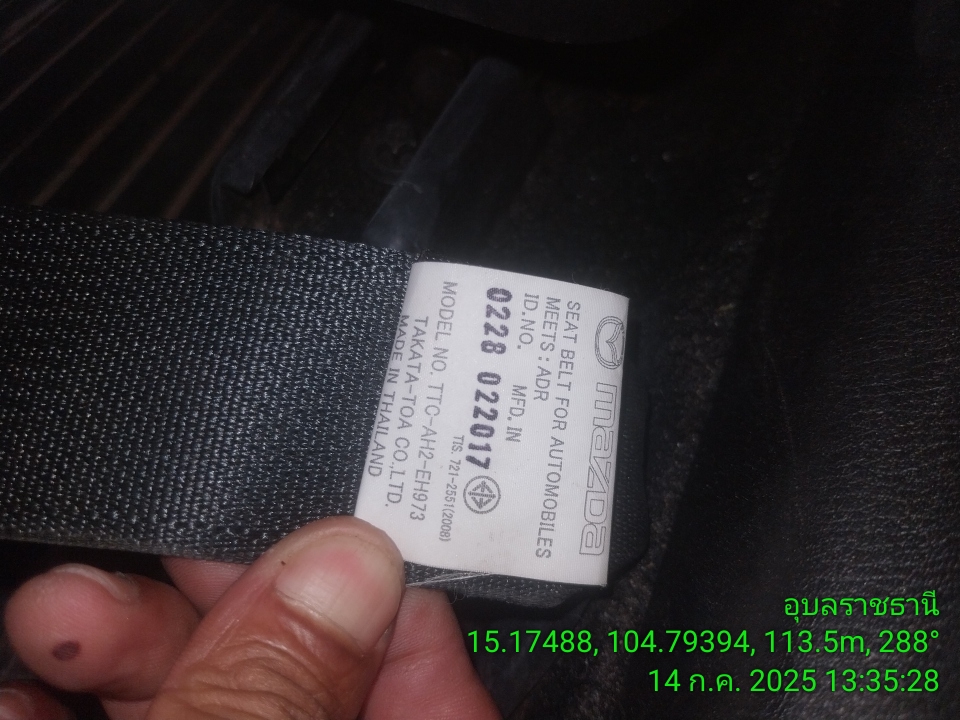 mazda
SEAT BELT FOR AUTOMOBILES
MEETS : ADR
ID.NO. MFD. IN
0228 022017
TIS. 721-2551(2008)
MODEL NO. TTC-AH2-EH973
TAKATA-TOA CO.,LTD.
MADE IN THAILAND
อุบลราชธานี
15.17488, 104.79394, 113.5m, 288°
14 ก.ค. 2025 13:35:28